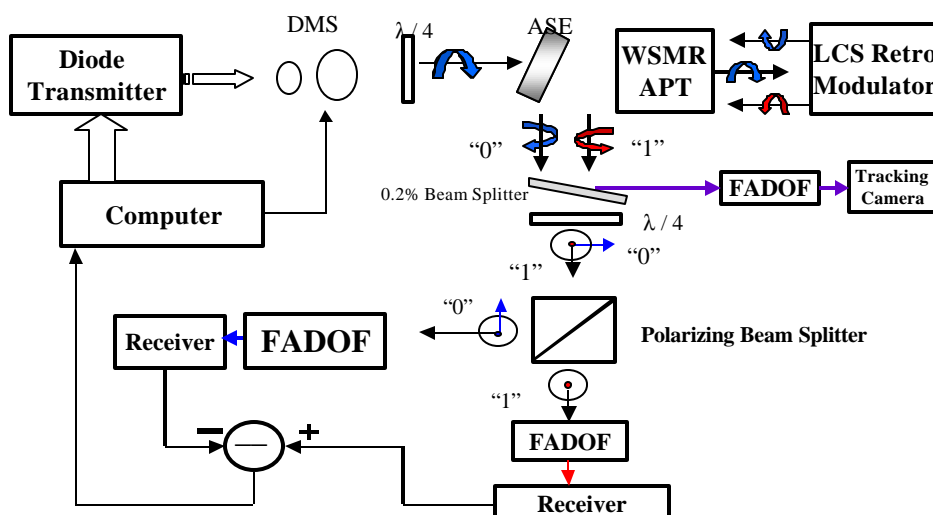 DMS
λ / 4
ASE
Diode
Transmitter
WSMR
APT
LCS Retro
Modulator
“0”
“1”
0.2% Beam Splitter
FADOF
Tracking
Camera
Computer
λ / 4
“1”
“0”
“0”
Receiver
FADOF
Polarizing Beam Splitter
“1”
FADOF
−
+
—
Receiver